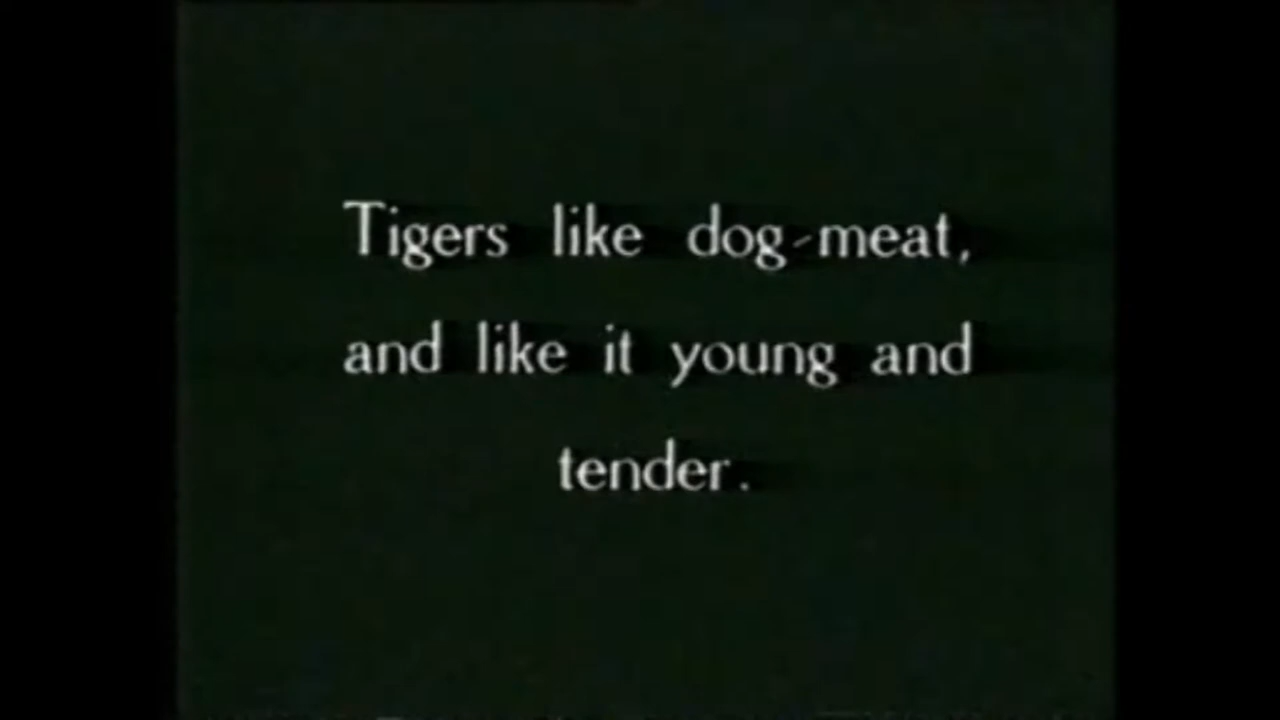 Tigers like dog-meat,
and like it young and
tender.